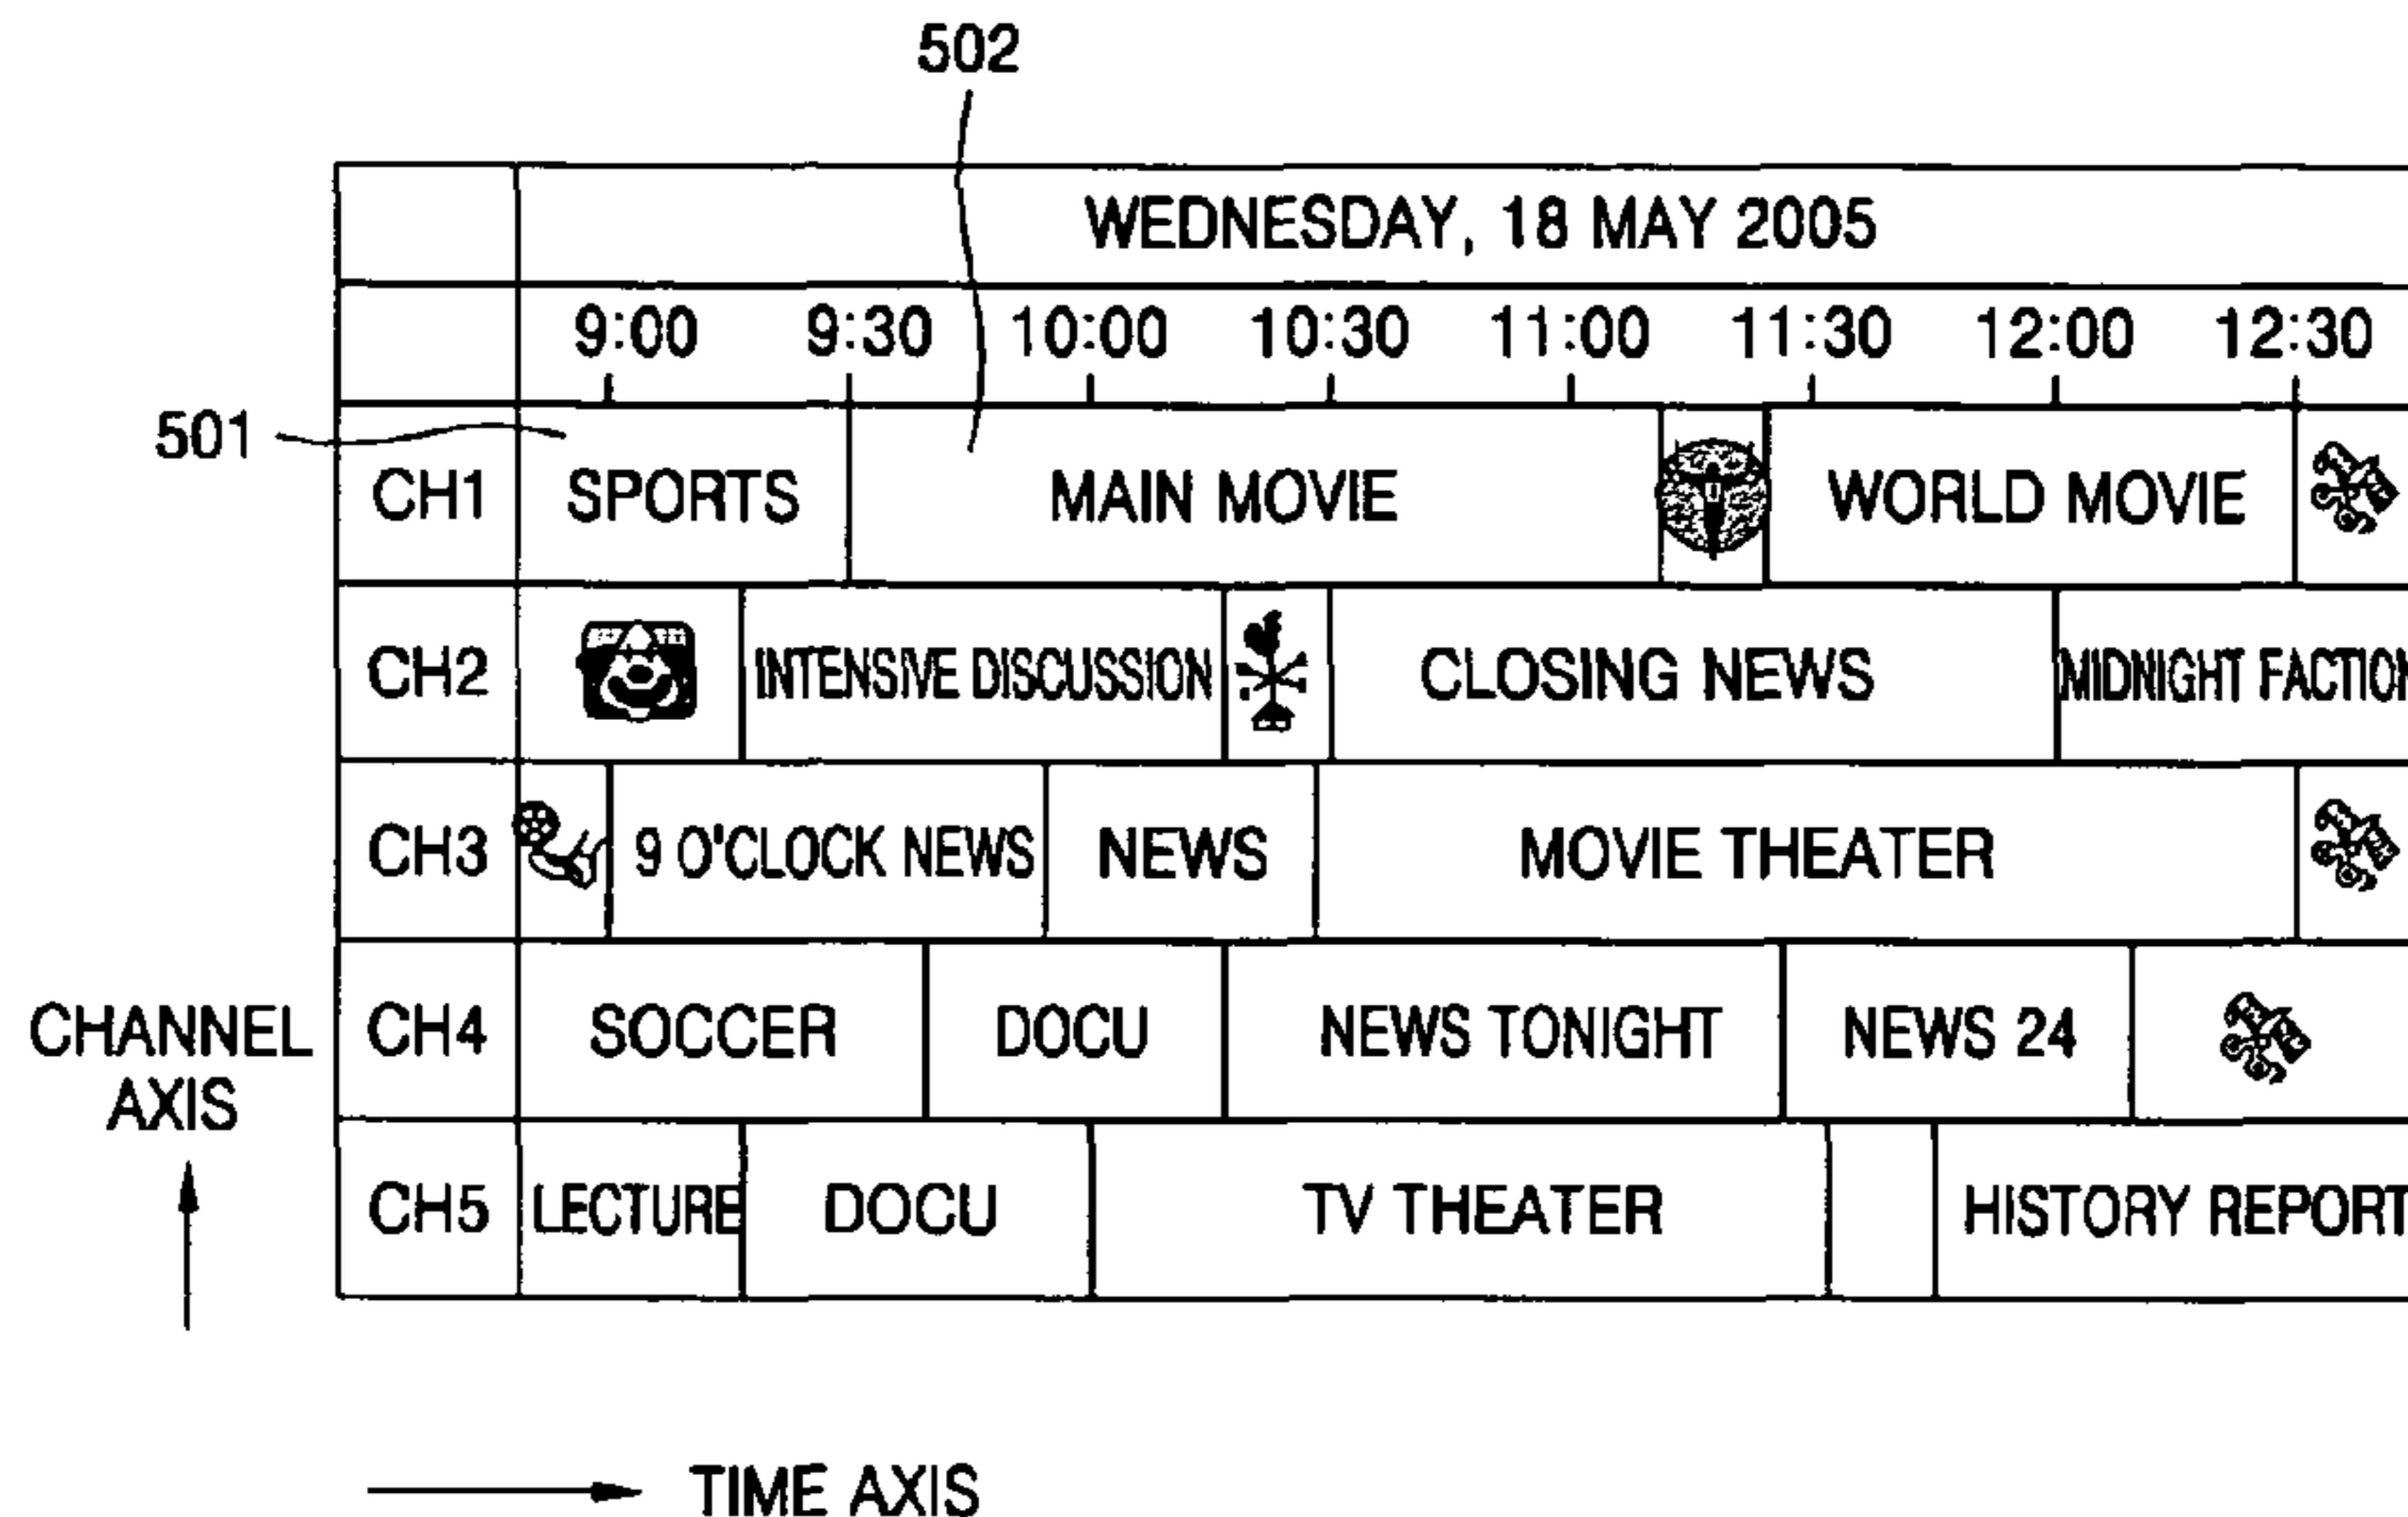 502
WEDNESDAY, 18 MAY 2005
9:00 9:30 10:00 10:30 11:00 11:30 12:00 12:30
501
CH1 SPORTS MAIN MOVIE WORLD MOVIE
CH2 INTENSIVE DISCUSSION CLOSING NEWS MIDNIGHT FACTION
CH3 9 O'CLOCK NEWS NEWS MOVIE THEATER
CH4 SOCCER DOCU NEWS TONIGHT NEWS 24
CH5 LECTURE DOCU TV THEATER HISTORY REPORT
CHANNEL
AXIS
TIME AXIS